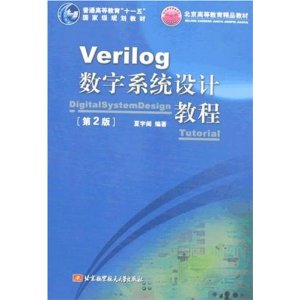 普通高等教育“十一五”
国家级规划教材
北京高等教育精品教材
Verilog
数字系统设计
DigitalSystemDesign
教程
[第2版]
夏宇闻 编著
Tutorial
北京航空航天大学出版社